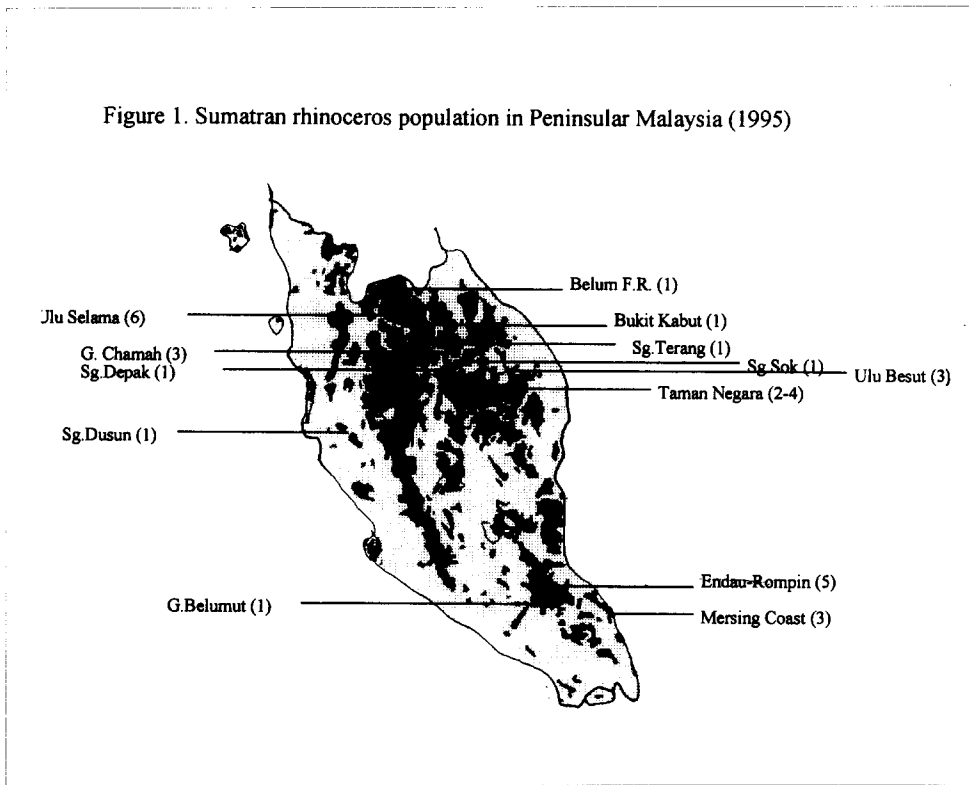 Figure 1. Sumatran rhinoceros population in Peninsular Malaysia (1995)
Belum F.R. (1)
Ulu Selama (6)
Bukit Kabut (1)
Sg.Terang (1)
G. Chamah (3)
Sg.Sok (1)
Sg.Depak (1)
Ulu Besut (3)
Taman Negara (2-4)
Sg.Dusun (1)
Endau-Rompin (5)
G.Belumut (1)
Mersing Coast (3)